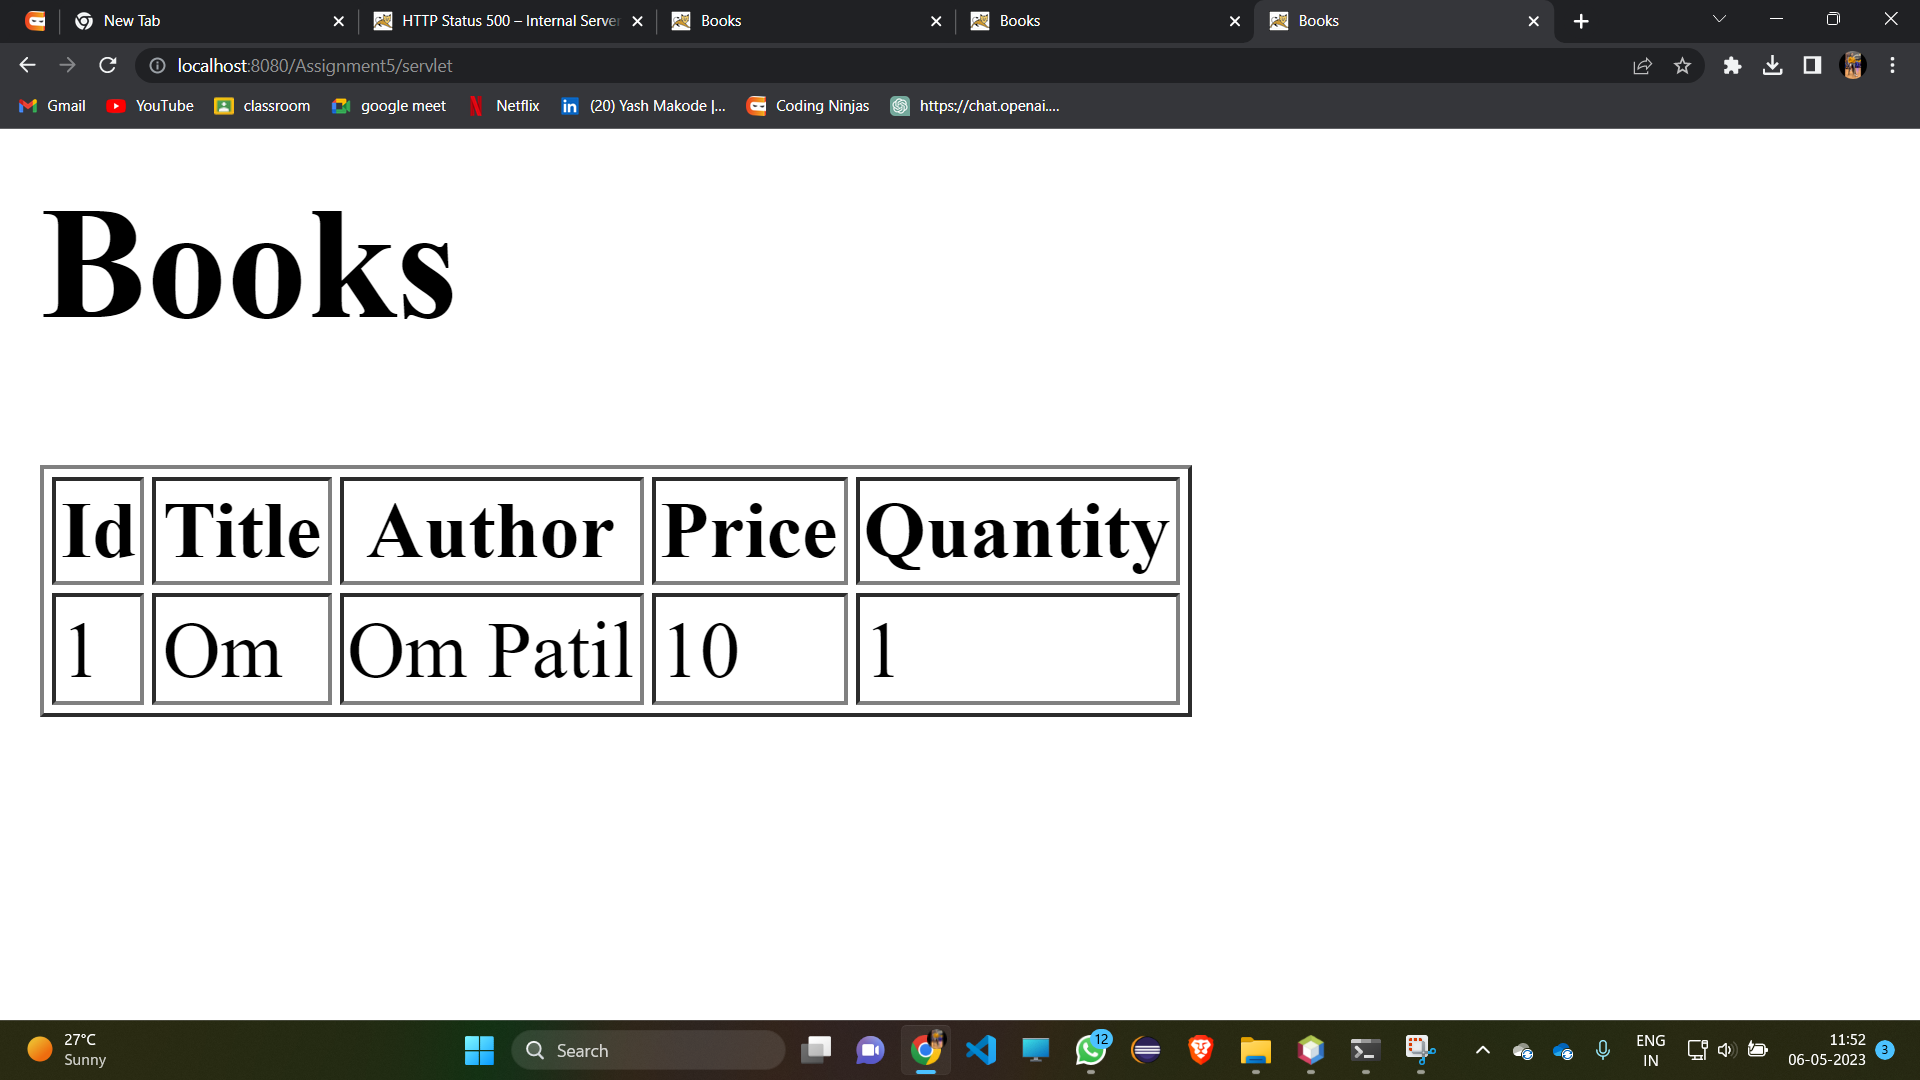 New Tab
HTTP Status 500 – Internal Server
Books
Books
Books
localhost:8080/Assignment5/servlet
Gmail
YouTube
classroom
google meet
Netflix
(20) Yash Makode |...
Coding Ninjas
https://chat.openai....
Books
Id Title Author Price Quantity
1 Om Om Patil 10 1
27°C
Sunny
Search
12
ENG
IN
11:52
06-05-2023
3